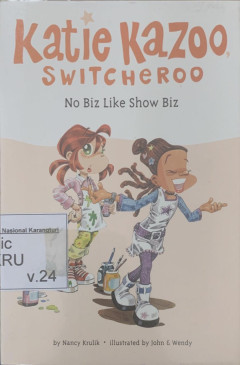 Katie Kazoo,
SWITCHEROO
No Biz Like Show Biz
Nasional Karangturi
ic
RU
v.24
by Nancy Krulik · illustrated by John & Wendy